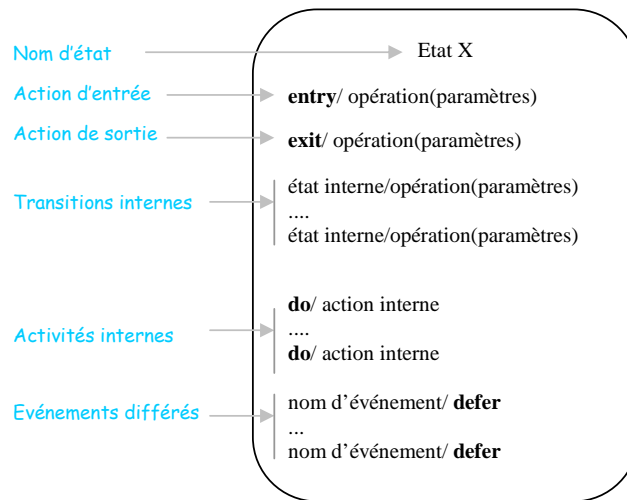 Nom d'état
Etat X
Action d'entrée
entry/ opération(paramètres)
Action de sortie
exit/ opération(paramètres)
Transitions internes
état interne/opération(paramètres)
....
état interne/opération(paramètres)
Activités internes
do/ action interne
....
do/ action interne
Evénements différés
nom d'événement/ defer
...
nom d'événement/ defer